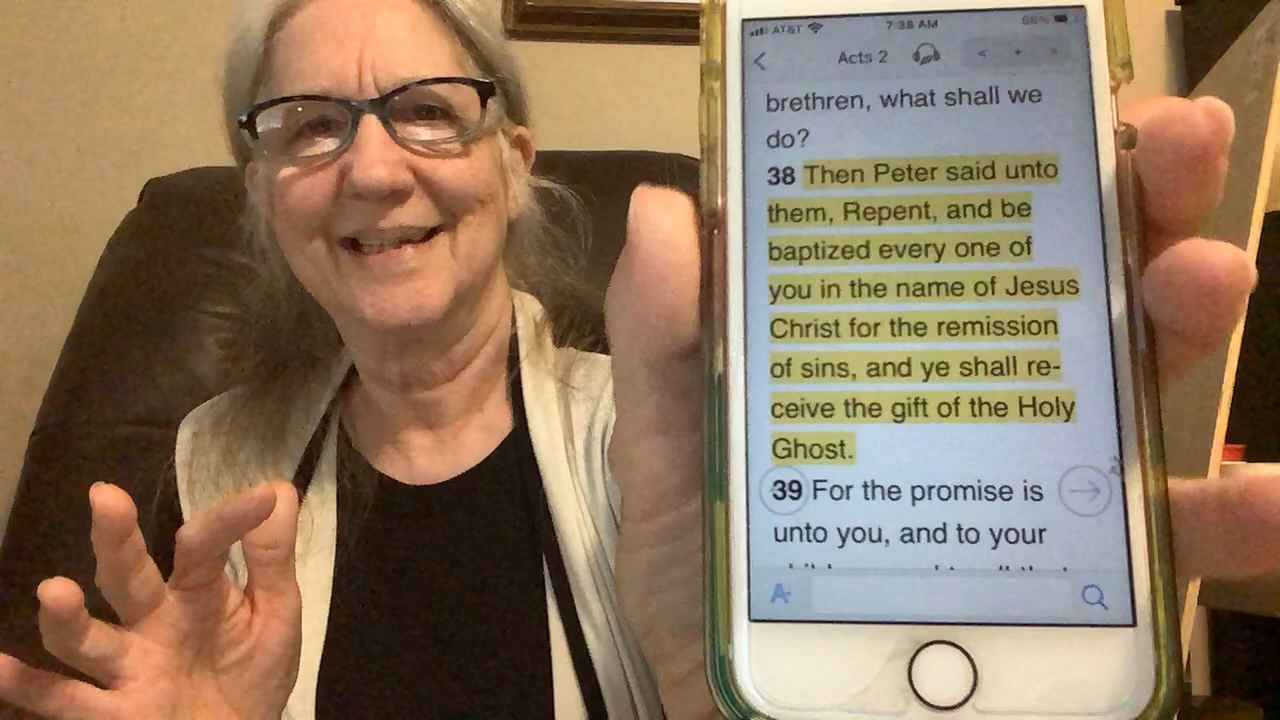 AT&T 7:38 AM 66%
Acts 2
brethren, what shall we
do?
38 Then Peter said unto
them, Repent, and be
baptized every one of
you in the name of Jesus
Christ for the remission
of sins, and ye shall re-
ceive the gift of the Holy
Ghost.
39 For the promise is
unto you, and to your
A